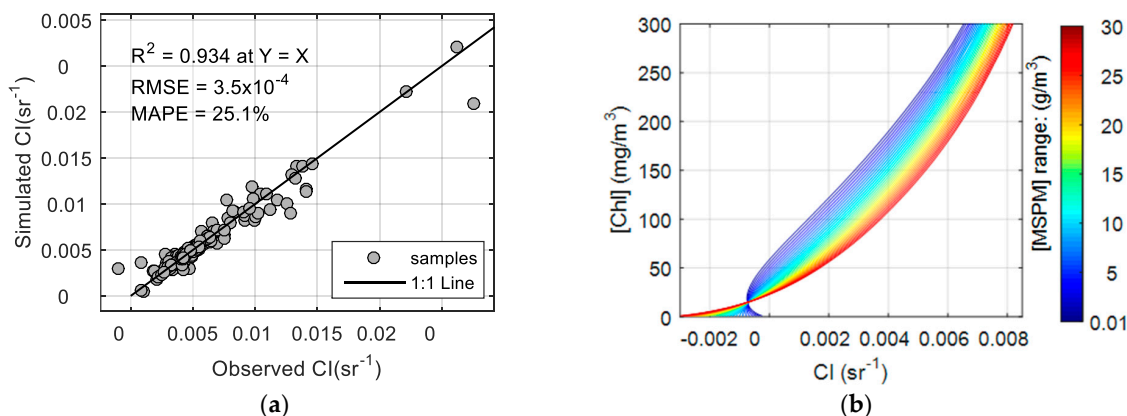 R² = 0.934 at Y = X
RMSE = 3.5x10⁻⁴
MAPE = 25.1%
samples
1:1 Line
Simulated CI(sr⁻¹)
0.005
0
0.02
0.015
0.01
0.005
0
0 0.005 0.01 0.015 0.02 0
Observed CI(sr⁻¹)
(a)
[Chl] (mg/m³)
300
250
200
150
100
50
0
-0.002 0 0.002 0.004 0.006 0.008
CI (sr⁻¹)
[MSPM] range: (g/m³)
30
25
20
15
10
5
0.01
(b)